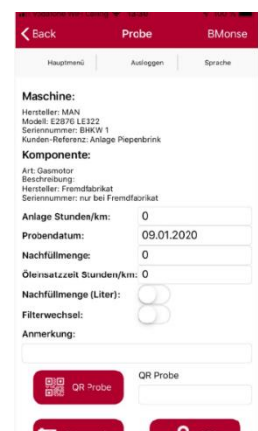 Back Probe BMonse
Hauptmenü Ausloggen Sprache
Maschine:
Hersteller: MAN
Modell: E2876 LE322
Seriennummer: BHKW 1
Kunden-Referenz: Anlage Piepenbrink
Komponente:
Art: Gasmotor
Beschreibung:
Hersteller: Fremdfabrikat
Seriennummer: nur bei Fremdfabrikat
Anlage Stunden/km: 0
Probendatum: 09.01.2020
Nachfüllmenge: 0
Öleinsatzzeit Stunden/km: 0
Nachfüllmenge (Liter):
Filterwechsel:
Anmerkung:
QR Probe
QR Probe